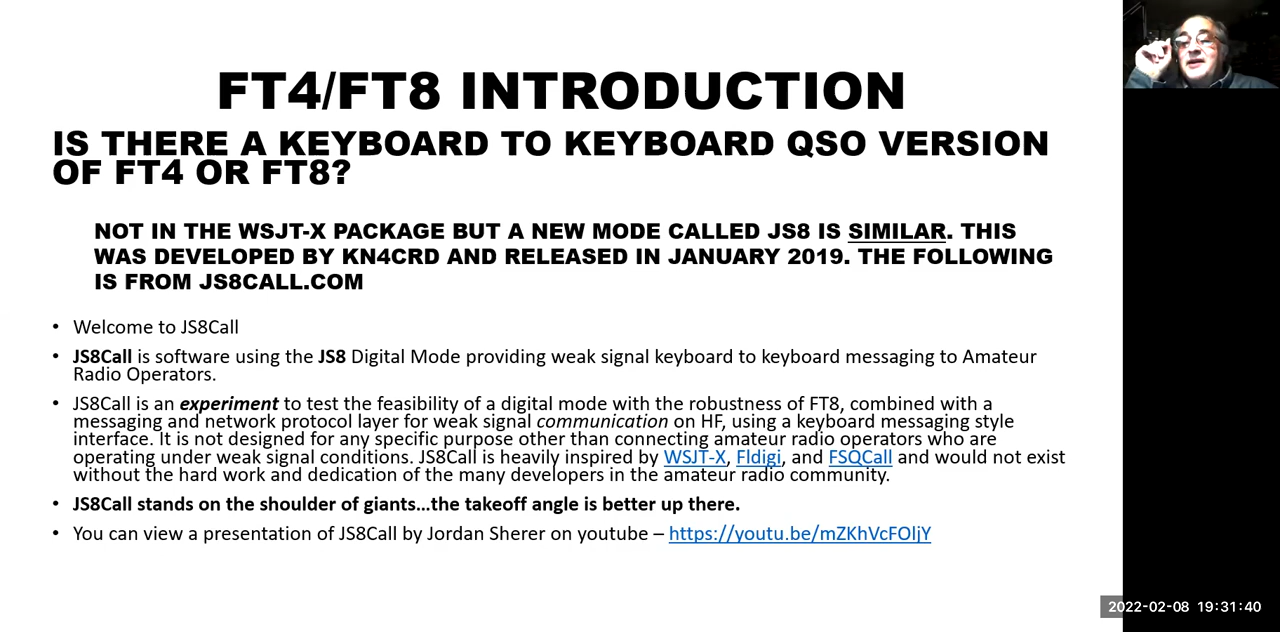 FT4/FT8 INTRODUCTION
IS THERE A KEYBOARD TO KEYBOARD QSO VERSION
OF FT4 OR FT8?
NOT IN THE WSJT-X PACKAGE BUT A NEW MODE CALLED JS8 IS SIMILAR. THIS
WAS DEVELOPED BY KN4CRD AND RELEASED IN JANUARY 2019. THE FOLLOWING
IS FROM JS8CALL.COM
• Welcome to JS8Call
• JS8Call is software using the JS8 Digital Mode providing weak signal keyboard to keyboard messaging to Amateur
Radio Operators.
• JS8Call is an experiment to test the feasibility of a digital mode with the robustness of FT8, combined with a
messaging and network protocol layer for weak signal communication on HF, using a keyboard messaging style
interface. It is not designed for any specific purpose other than connecting amateur radio operators who are
operating under weak signal conditions. JS8Call is heavily inspired by WSJT-X, Fldigi, and FSQCall and would not exist
without the hard work and dedication of the many developers in the amateur radio community.
• JS8Call stands on the shoulder of giants...the takeoff angle is better up there.
• You can view a presentation of JS8Call by Jordan Sherer on youtube – https://youtu.be/mZKhVcFOljY
2022-02-08 19:31:40